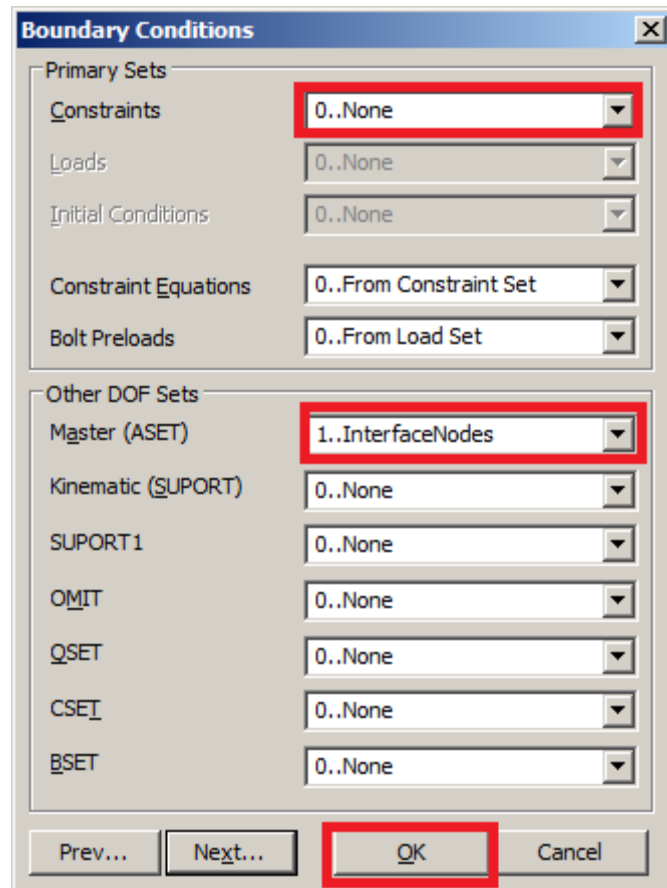 Boundary Conditions
Primary Sets
Constraints 0..None
Loads 0..None
Initial Conditions 0..None
Constraint Equations 0..From Constraint Set
Bolt Preloads 0..From Load Set
Other DOF Sets
Master (ASET) 1..InterfaceNodes
Kinematic (SUPORT) 0..None
SUPORT1 0..None
OMIT 0..None
QSET 0..None
CSET 0..None
BSET 0..None
Prev... Next... OK Cancel